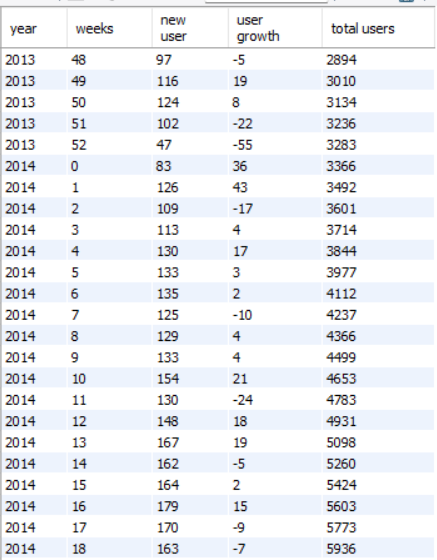 year weeks new user user growth total users
2013 48 97 -5 2894
2013 49 116 19 3010
2013 50 124 8 3134
2013 51 102 -22 3236
2013 52 47 -55 3283
2014 0 83 36 3366
2014 1 126 43 3492
2014 2 109 -17 3601
2014 3 113 4 3714
2014 4 130 17 3844
2014 5 133 3 3977
2014 6 135 2 4112
2014 7 125 -10 4237
2014 8 129 4 4366
2014 9 133 4 4499
2014 10 154 21 4653
2014 11 130 -24 4783
2014 12 148 18 4931
2014 13 167 19 5098
2014 14 162 -5 5260
2014 15 164 2 5424
2014 16 179 15 5603
2014 17 170 -9 5773
2014 18 163 -7 5936